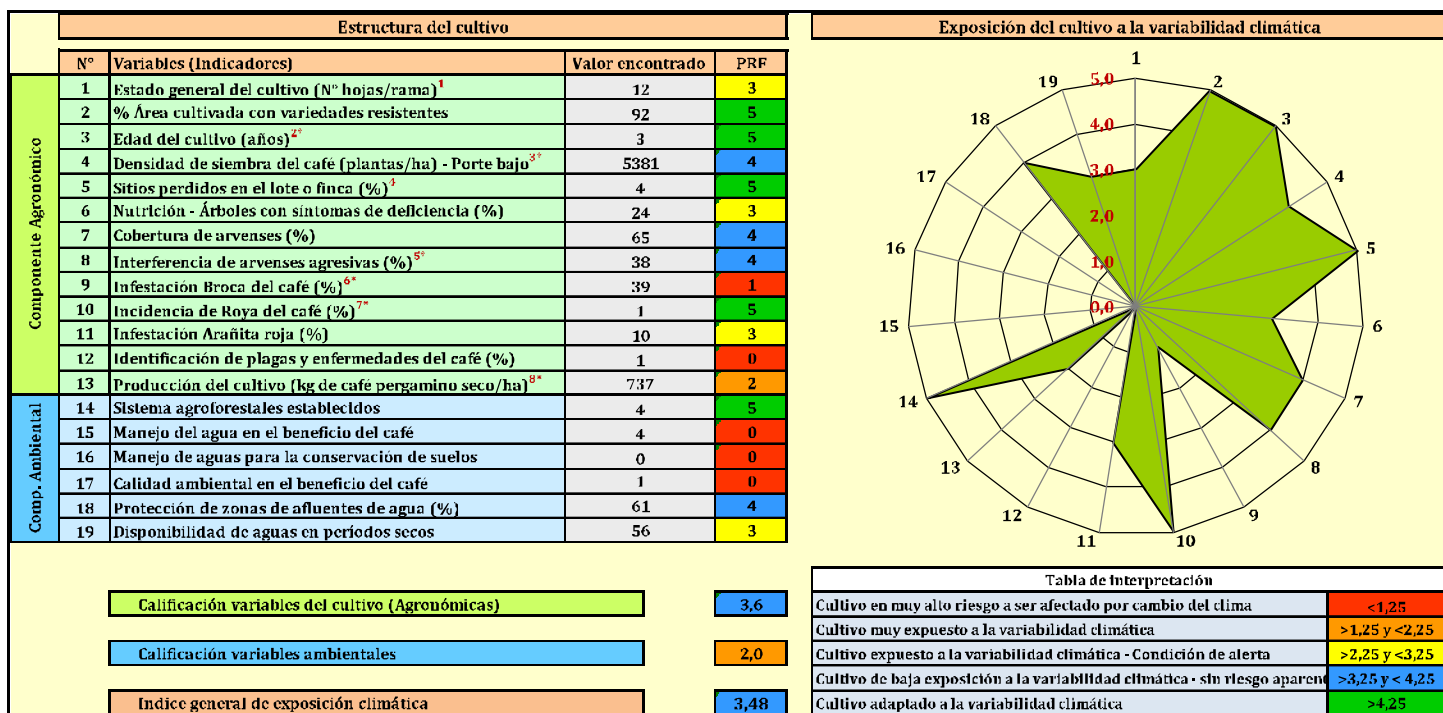 Estructura del cultivo
N° Variables (Indicadores) Valor encontrado PRF
Componente Agronómico
1 Estado general del cultivo (N° hojas/rama)1 12 3
2 % Área cultivada con variedades resistentes 92 5
3 Edad del cultivo (años)2† 3 5
4 Densidad de siembra del café (plantas/ha) - Porte bajo3† 5381 4
5 Sitios perdidos en el lote o finca (%)4 4 5
6 Nutrición - Árboles con síntomas de deficiencia (%) 24 3
7 Cobertura de arvenses (%) 65 4
8 Interferencia de arvenses agresivas (%)5† 38 4
9 Infestación Broca del café (%)6* 39 1
10 Incidencia de Roya del café (%)7* 1 5
11 Infestación Arañita roja (%) 10 3
12 Identificación de plagas y enfermedades del café (%) 1 0
13 Producción del cultivo (kg de café pergamino seco/ha)8* 737 2
Comp. Ambiental
14 Sistema agroforestales establecidos 4 5
15 Manejo del agua en el beneficio del café 4 0
16 Manejo de aguas para la conservación de suelos 0 0
17 Calidad ambiental en el beneficio del café 1 0
18 Protección de zonas de afluentes de agua (%) 61 4
19 Disponibilidad de aguas en períodos secos 56 3
Calificación variables del cultivo (Agronómicas) 3,6
Calificación variables ambientales 2,0
Indice general de exposición climática 3,48
Exposición del cultivo a la variabilidad climática
1
2
3
4
5
6
7
8
9
10
11
12
13
14
15
16
17
18
19
5,0
4,0
3,0
2,0
1,0
0,0
Tabla de interpretación
Cultivo en muy alto riesgo a ser afectado por cambio del clima <1,25
Cultivo muy expuesto a la variabilidad climática >1,25 y <2,25
Cultivo expuesto a la variabilidad climática - Condición de alerta >2,25 y <3,25
Cultivo de baja exposición a la variabilidad climática - sin riesgo aparen >3,25 y < 4,25
Cultivo adaptado a la variabilidad climática >4,25